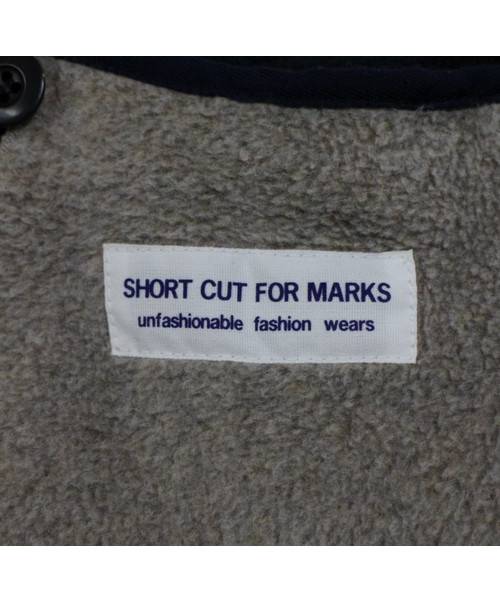 SHORT CUT FOR MARKS
unfashionable fashion wears